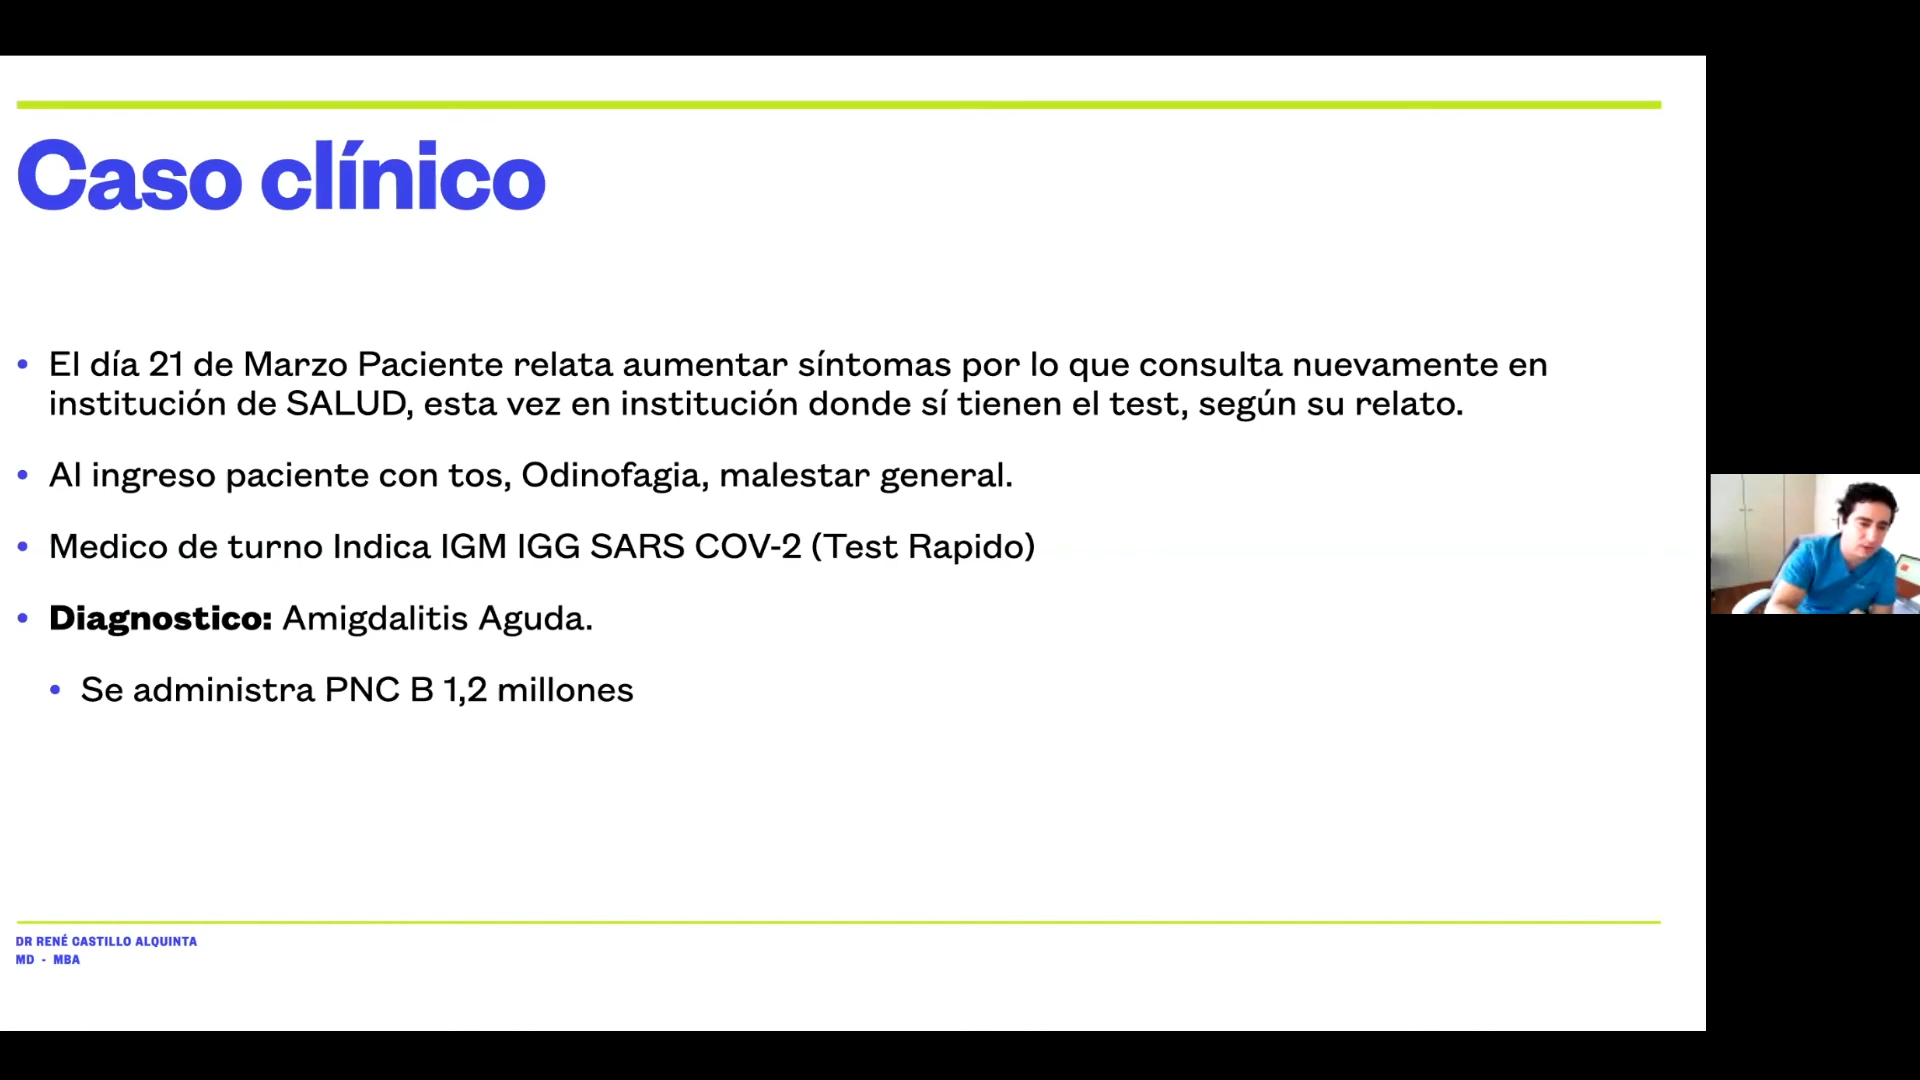 Caso clínico
• El día 21 de Marzo Paciente relata aumentar síntomas por lo que consulta nuevamente en
institución de SALUD, esta vez en institución donde sí tienen el test, según su relato.
• Al ingreso paciente con tos, Odinofagia, malestar general.
• Medico de turno Indica IGM IGG SARS COV-2 (Test Rapido)
• Diagnostico: Amigdalitis Aguda.
• Se administra PNC B 1,2 millones
DR RENÉ CASTILLO ALQUINTA
MD - MBA